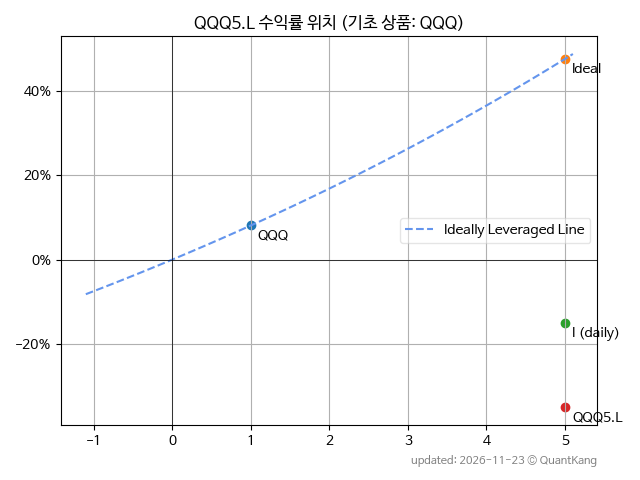 QQQ5.L 수익률 위치 (기초 상품: QQQ)
40%
20%
0%
−20%
Ideal
QQQ
Ideally Leveraged Line
I (daily)
QQQ5.L
−1 0 1 2 3 4 5
updated: 2026-11-23 © QuantKang